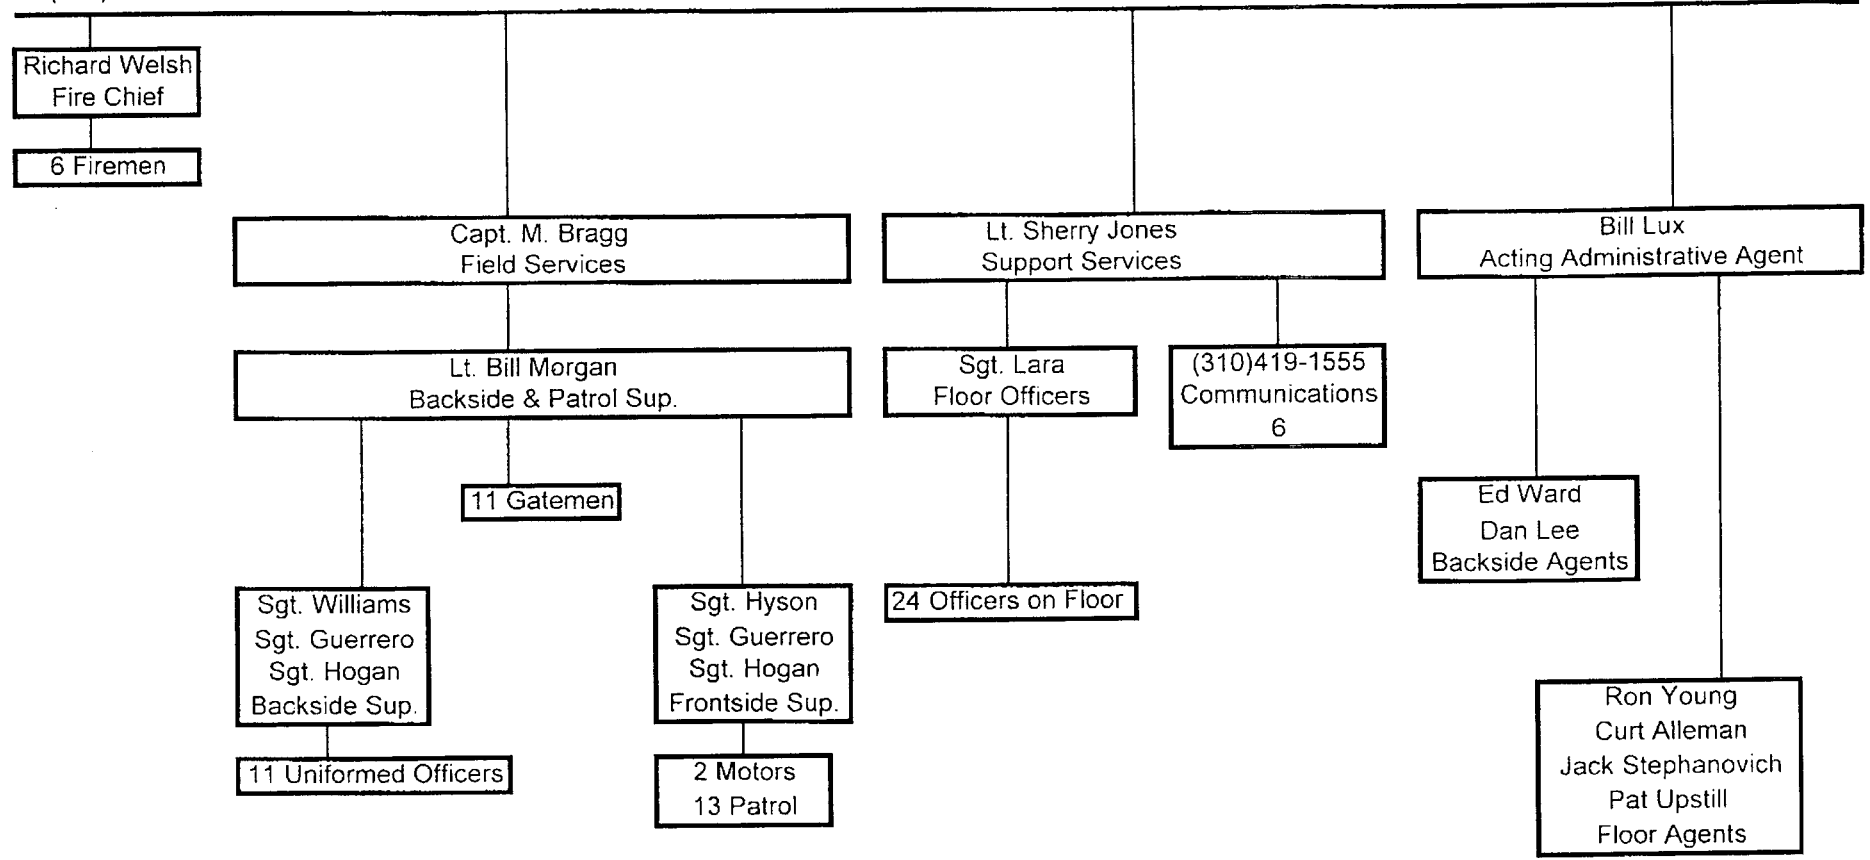 Richard Welsh
Fire Chief
6 Firemen
Capt. M. Bragg
Field Services
Lt. Bill Morgan
Backside & Patrol Sup.
11 Gatemen
Sgt. Williams
Sgt. Guerrero
Sgt. Hogan
Backside Sup.
11 Uniformed Officers
Sgt. Hyson
Sgt. Guerrero
Sgt. Hogan
Frontside Sup.
2 Motors
13 Patrol
Lt. Sherry Jones
Support Services
Sgt. Lara
Floor Officers
24 Officers on Floor
(310)419-1555
Communications
6
Bill Lux
Acting Administrative Agent
Ed Ward
Dan Lee
Backside Agents
Ron Young
Curt Alleman
Jack Stephanovich
Pat Upstill
Floor Agents